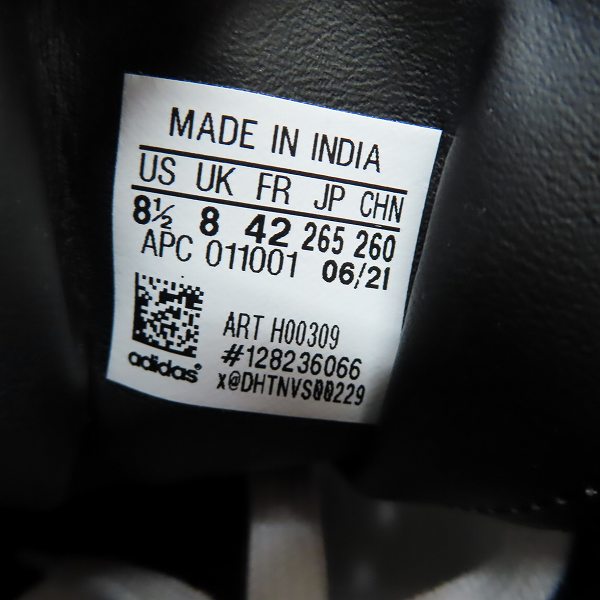 MADE IN INDIA
US UK FR JP CHN
8½ 8 42 265 260
APC 011001 06/21
ART H00309
#128236066
adidas®
x@DHTNVS00229